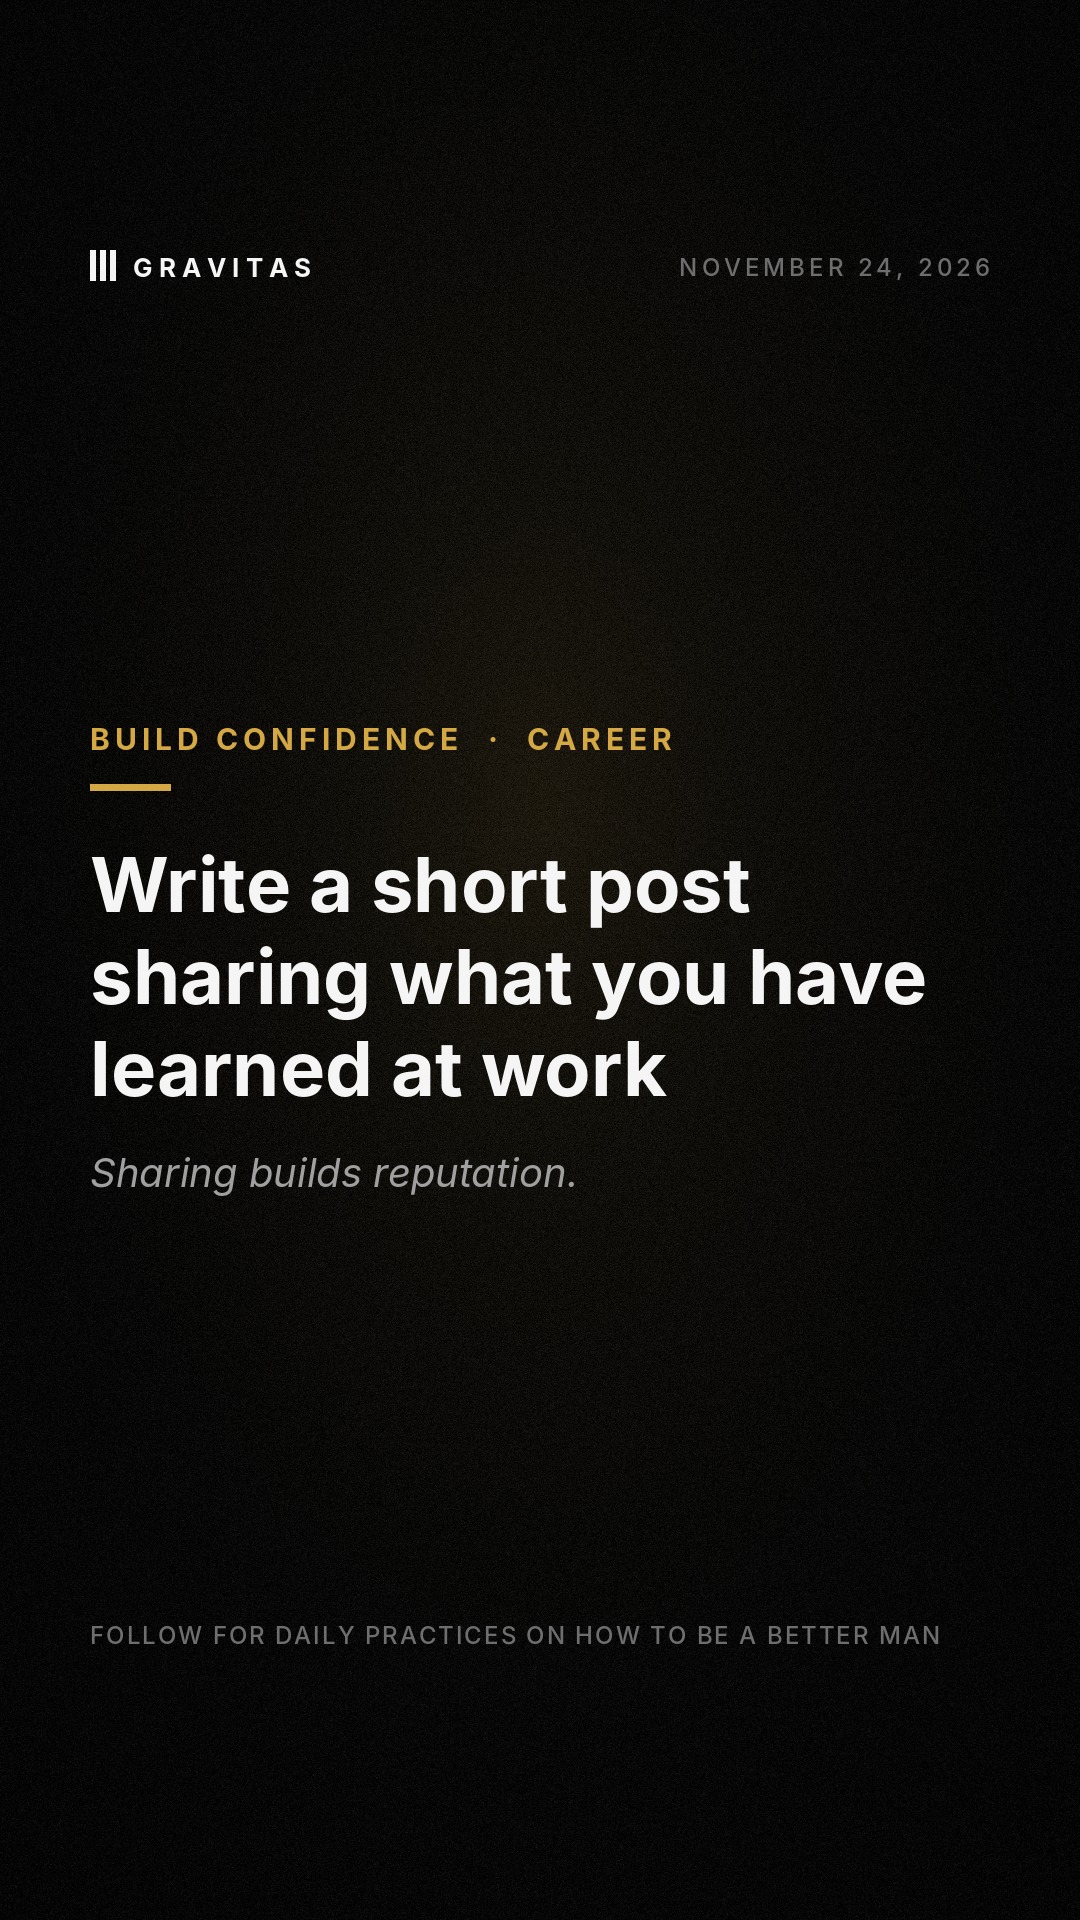 GRAVITAS
NOVEMBER 24, 2026
BUILD CONFIDENCE · CAREER
Write a short post
sharing what you have
learned at work
Sharing builds reputation.
FOLLOW FOR DAILY PRACTICES ON HOW TO BE A BETTER MAN